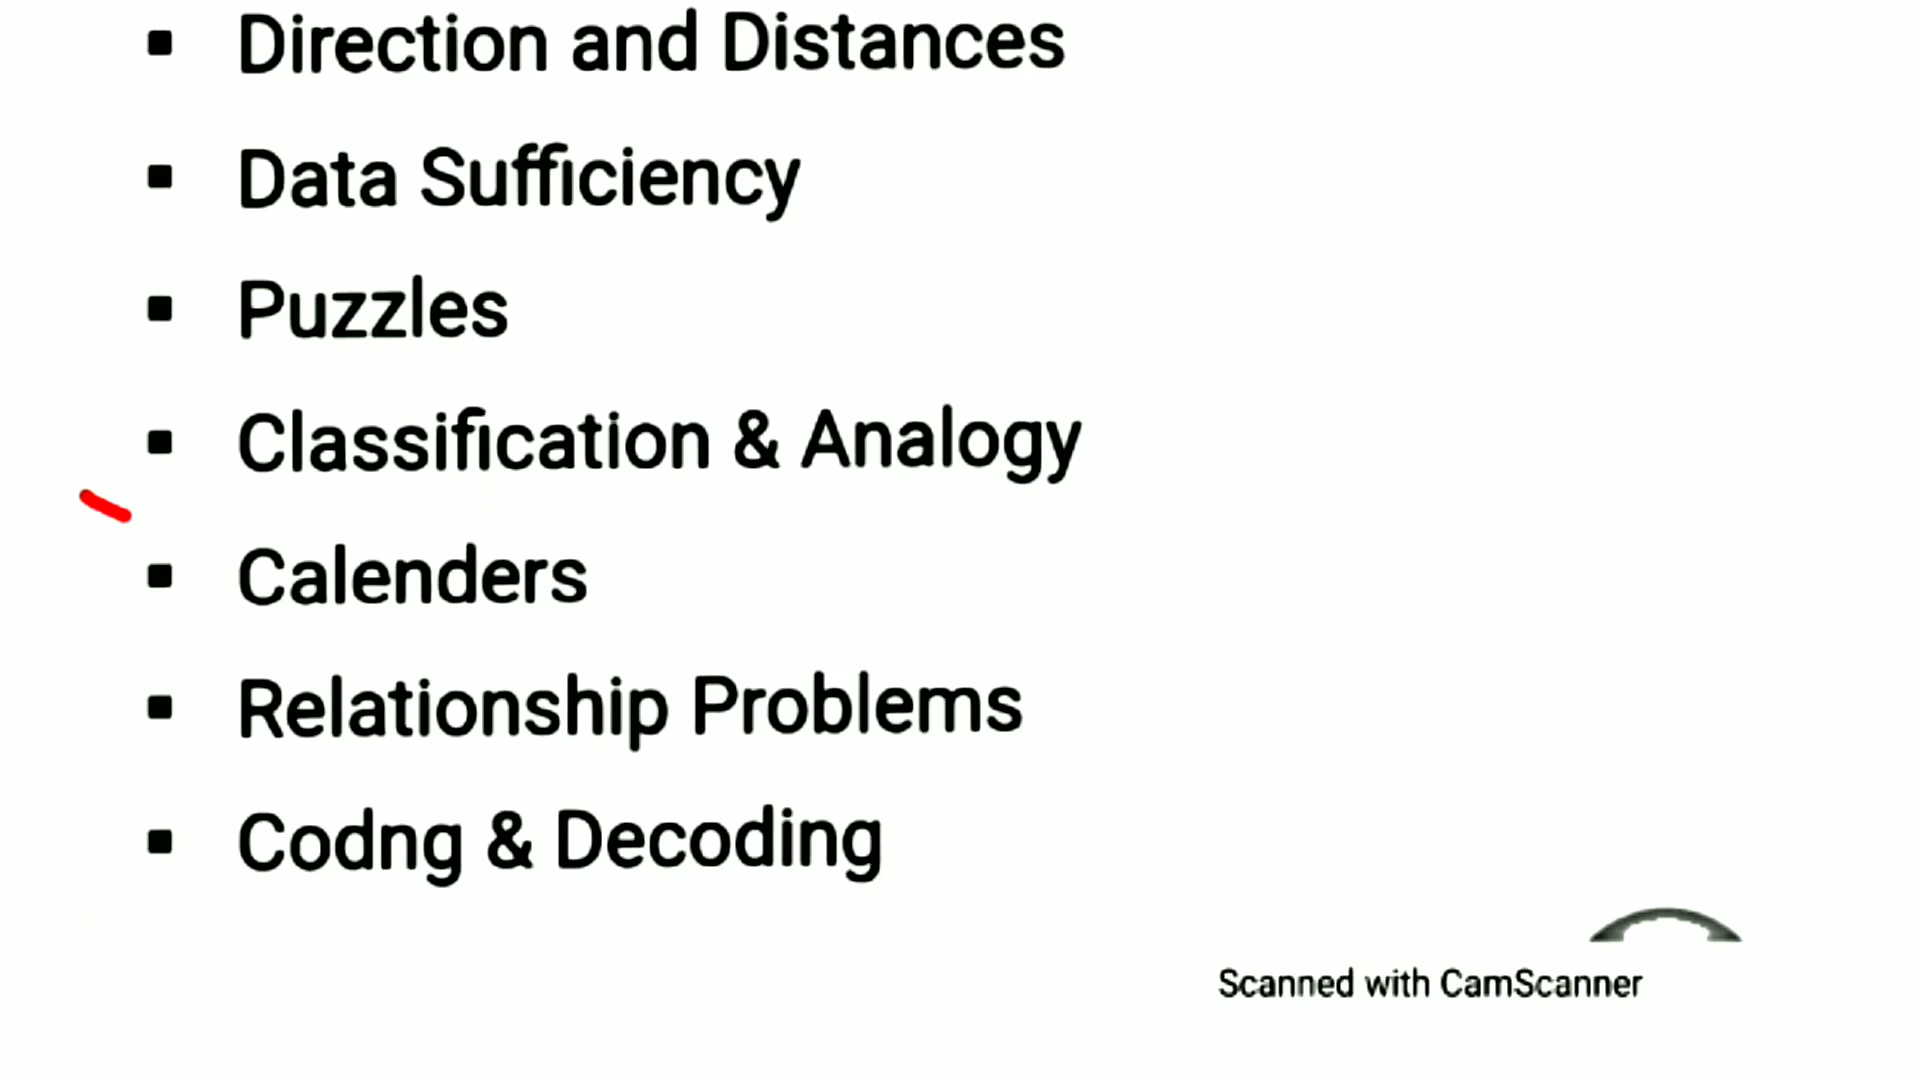 ▪ Direction and Distances
▪ Data Sufficiency
▪ Puzzles
▪ Classification & Analogy
▪ Calenders
▪ Relationship Problems
▪ Codng & Decoding
Scanned with CamScanner